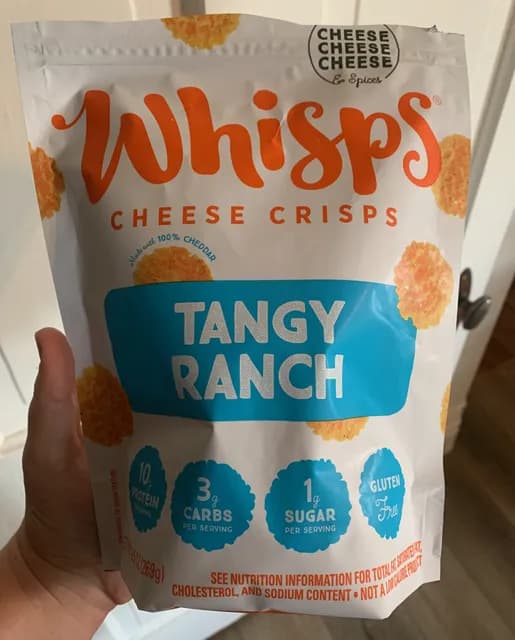 CHEESE
CHEESE
CHEESE
& Spices
Whisps®
CHEESE CRISPS
Made with 100% CHEDDAR
TANGY
RANCH
10g
PROTEIN
3g
CARBS
PER SERVING
1g
SUGAR
PER SERVING
GLUTEN
Free
(269g)
SEE NUTRITION INFORMATION FOR TOTAL FAT, SATURATED FAT,
CHOLESTEROL, AND SODIUM CONTENT • NOT A LOW CALORIE FOOD